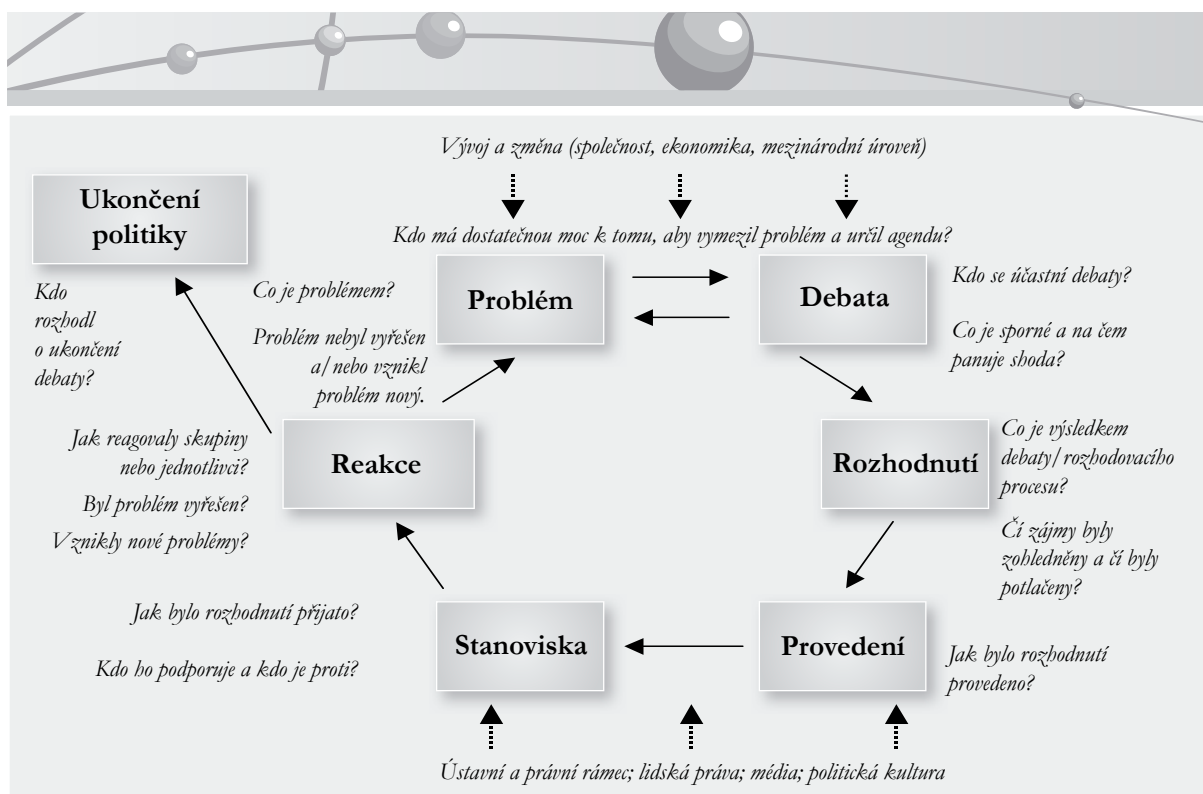 Vývoj a změna (společnost, ekonomika, mezinárodní úroveň)
Ukončení
politiky
Kdo má dostatečnou moc k tomu, aby vymezil problém a určil agendu?
Kdo
rozhodl
o ukončení
debaty?
Co je problémem?
Problém nebyl vyřešen
a/nebo vznikl
problém nový.
Problém
Debata
Kdo se účastní debaty?
Co je sporné a na čem
panuje shoda?
Jak reagovaly skupiny
nebo jednotlivci?
Byl problém vyřešen?
Vznikly nové problémy?
Reakce
Rozhodnutí
Co je výsledkem
debaty/rozhodovacího
procesu?
Čí zájmy byly
zohledněny a čí byly
potlačeny?
Jak bylo rozhodnutí přijato?
Kdo ho podporuje a kdo je proti?
Stanoviska
Provedení
Jak bylo rozhodnutí
provedeno?
Ústavní a právní rámec; lidská práva; média; politická kultura